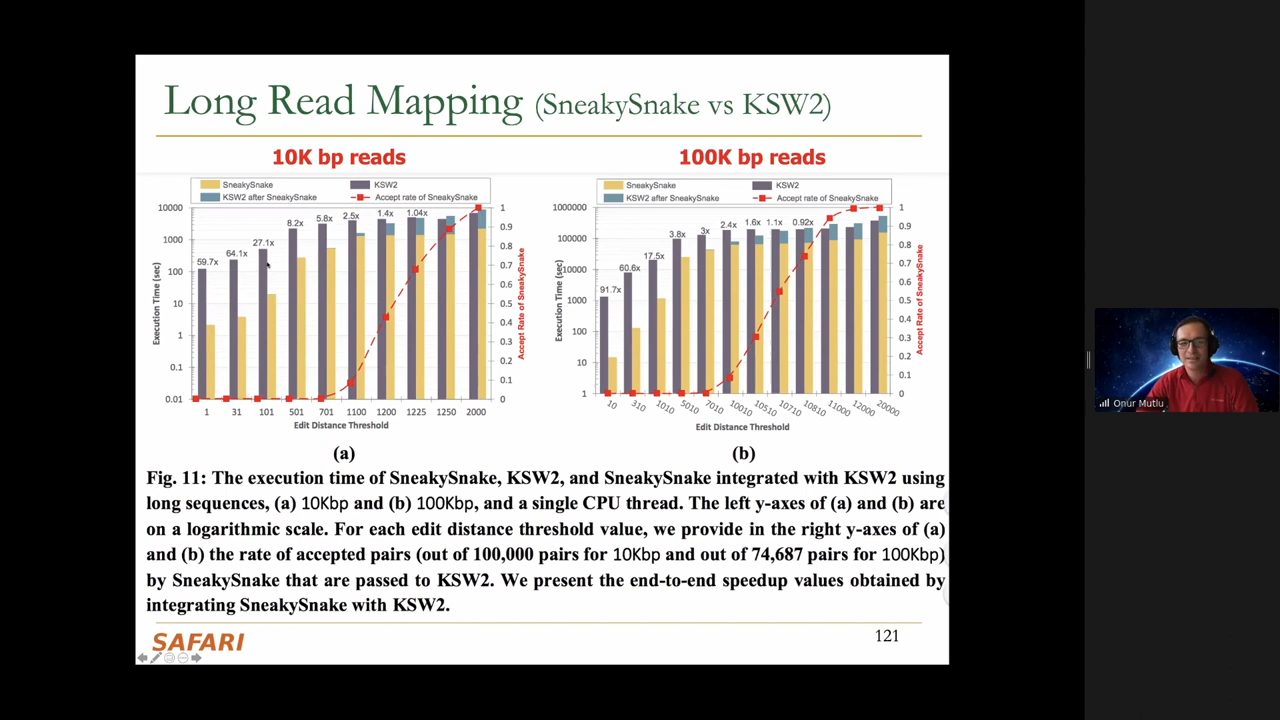 Long Read Mapping (SneakySnake vs KSW2)
10K bp reads
100K bp reads
SneakySnake
KSW2
KSW2 after SneakySnake
Accept rate of SneakySnake
Execution Time (sec)
10000
1000
100
10
1
0.1
0.01
59.7x
64.1x
27.1x
8.2x
5.8x
2.5x
1.4x
1.04x
1
0.9
0.8
0.7
0.6
0.5
0.4
0.3
0.2
0.1
0
Accept Rate of SneakySnake
1 31 101 501 701 1100 1200 1225 1250 2000
Edit Distance Threshold
(a)
SneakySnake
KSW2
KSW2 after SneakySnake
Accept rate of SneakySnake
Execution Time (sec)
1000000
100000
10000
1000
100
10
1
91.7x
60.6x
17.5x
3.8x
3x
2.4x
1.6x
1.1x
0.92x
1
0.9
0.8
0.7
0.6
0.5
0.4
0.3
0.2
0.1
0
Accept Rate of SneakySnake
10 310 1010 5010 7010 10010 10510 10710 10810 11000 12000 20000
Edit Distance Threshold
(b)
Fig. 11: The execution time of SneakySnake, KSW2, and SneakySnake integrated with KSW2 using
long sequences, (a) 10Kbp and (b) 100Kbp, and a single CPU thread. The left y-axes of (a) and (b) are
on a logarithmic scale. For each edit distance threshold value, we provide in the right y-axes of (a)
and (b) the rate of accepted pairs (out of 100,000 pairs for 10Kbp and out of 74,687 pairs for 100Kbp)
by SneakySnake that are passed to KSW2. We present the end-to-end speedup values obtained by
integrating SneakySnake with KSW2.
SAFARI
121
Onur Mutlu